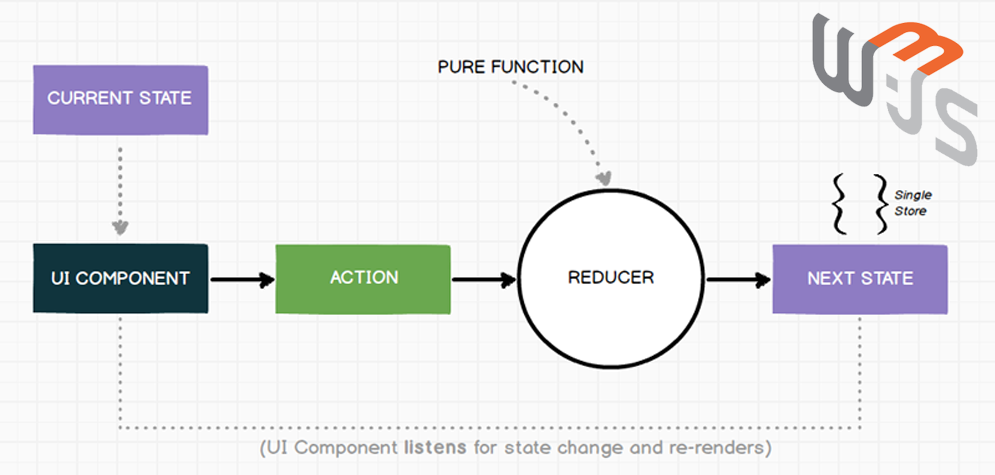 PURE FUNCTION
CURRENT STATE
WMJS
{ } Single
Store
UI COMPONENT
ACTION
REDUCER
NEXT STATE
(UI Component listens for state change and re-renders)